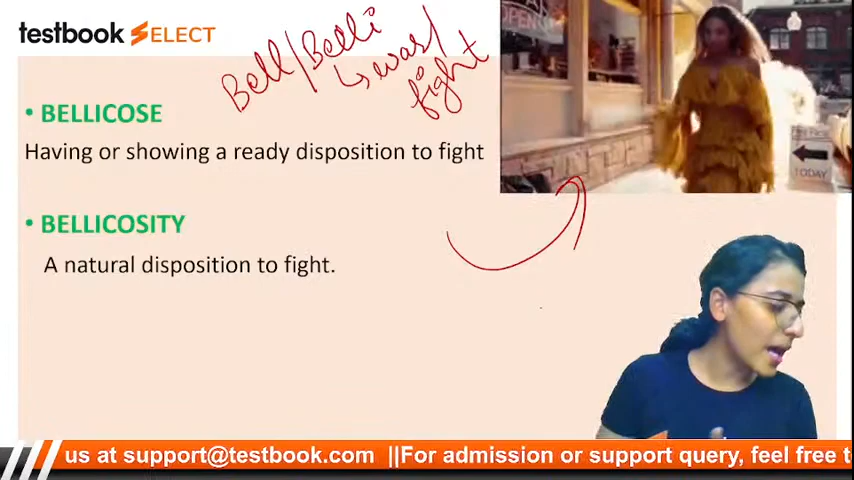 testbook SELECT
Bell/Belli
↳ war/
fight
• BELLICOSE
Having or showing a ready disposition to fight
• BELLICOSITY
A natural disposition to fight.
OPEN
TODAY
us at support@testbook.com ||For admission or support query, feel free to